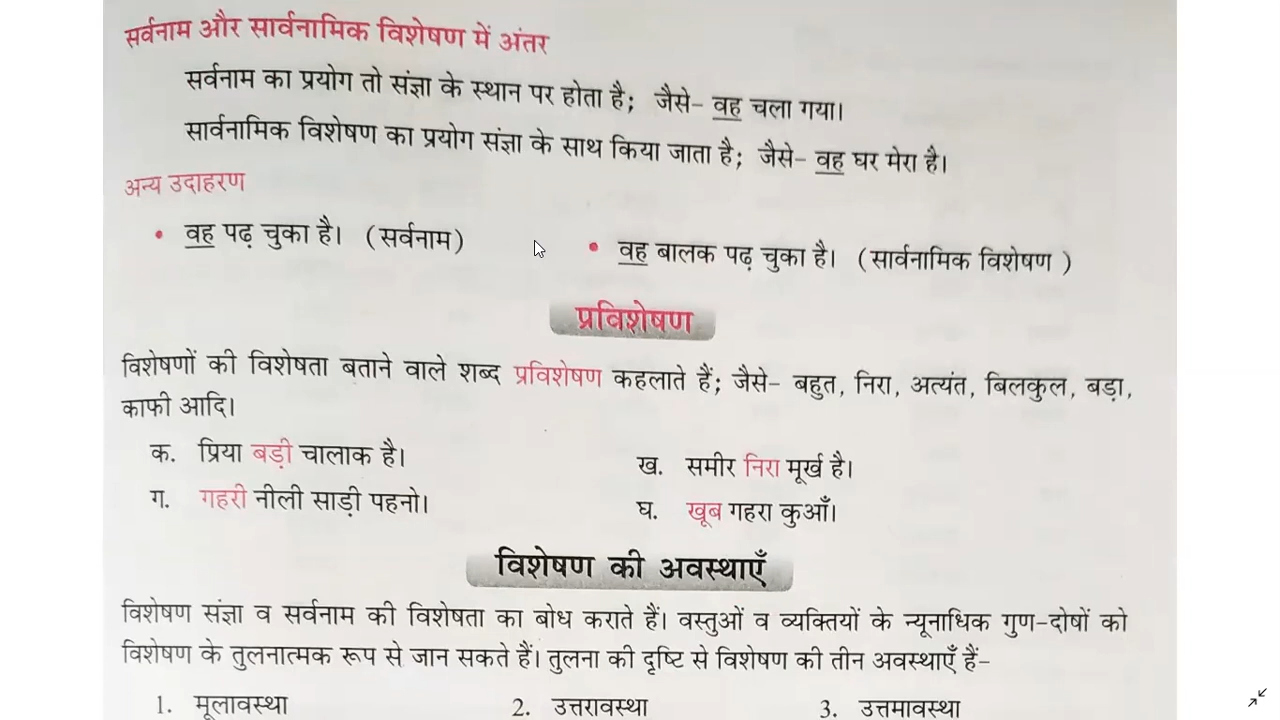 सर्वनाम और सार्वनामिक विशेषण में अंतर
सर्वनाम का प्रयोग तो संज्ञा के स्थान पर होता है; जैसे- वह चला गया।
सार्वनामिक विशेषण का प्रयोग संज्ञा के साथ किया जाता है; जैसे- वह घर मेरा है।
अन्य उदाहरण
• वह पढ़ चुका है। (सर्वनाम) • वह बालक पढ़ चुका है। (सार्वनामिक विशेषण )
प्रविशेषण
विशेषणों की विशेषता बताने वाले शब्द प्रविशेषण कहलाते हैं; जैसे- बहुत, निरा, अत्यंत, बिलकुल, बड़ा,
काफी आदि।
क. प्रिया बड़ी चालाक है। ख. समीर निरा मूर्ख है।
ग. गहरी नीली साड़ी पहनो। घ. खूब गहरा कुआँ।
विशेषण की अवस्थाएँ
विशेषण संज्ञा व सर्वनाम की विशेषता का बोध कराते हैं। वस्तुओं व व्यक्तियों के न्यूनाधिक गुण-दोषों को
विशेषण के तुलनात्मक रूप से जान सकते हैं। तुलना की दृष्टि से विशेषण की तीन अवस्थाएँ हैं-
1. मूलावस्था 2. उत्तरावस्था 3. उत्तमावस्था